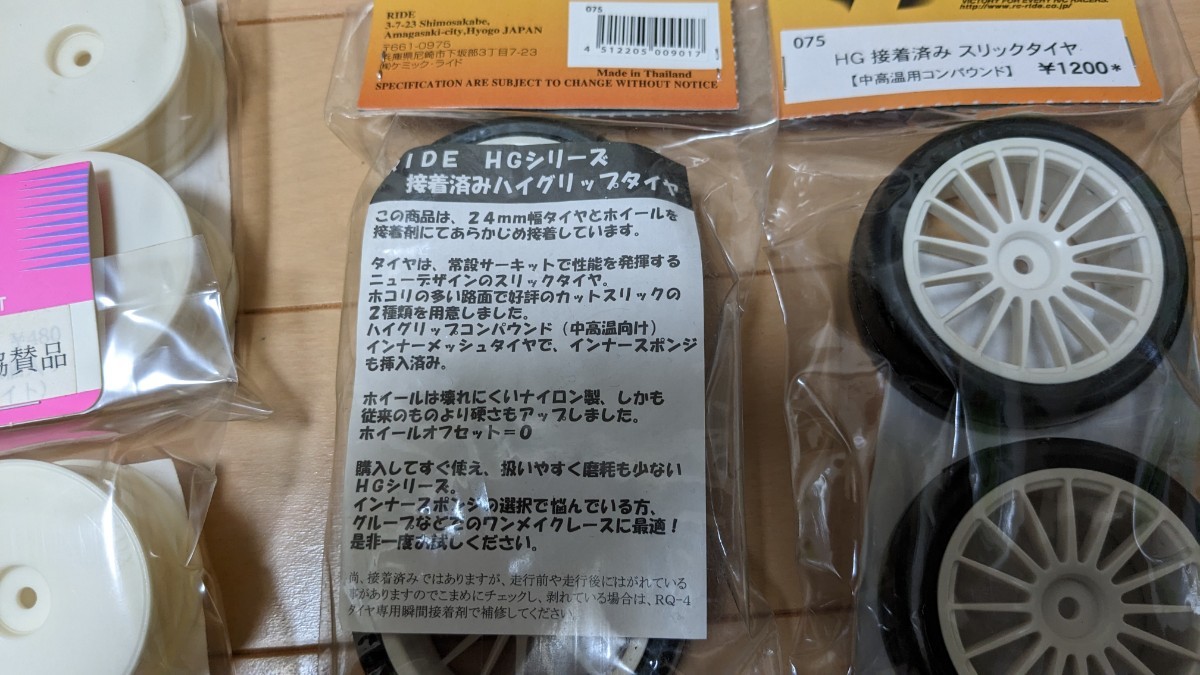 RIDE
3-7-23 Shimosakabe,
Amagasaki-city,Hyogo JAPAN
〒661-0975
兵庫県尼崎市下坂部3丁目7-23
㈱ケミック・ライド
075
4 512205 009017
Made in Thailand
SPECIFICATION ARE SUBJECT TO CHANGE WITHOUT NOTICE
VICTORY FOR EVERY R/C RACERS.
http://www.rc-ride.co.jp/
075
HG 接着済み スリックタイヤ
【中高温用コンパウンド】 ¥1200*
RIDE HGシリーズ
接着済みハイグリップタイヤ
この商品は、24mm幅タイヤとホイールを
接着剤にてあらかじめ接着しています。
タイヤは、常設サーキットで性能を発揮する
ニューデザインのスリックタイヤ。
ホコリの多い路面で好評のカットスリックの
2種類を用意しました。
ハイグリップコンパウンド（中高温向け）
インナーメッシュタイヤで、インナースポンジ
も挿入済み。
ホイールは壊れにくいナイロン製、しかも
従来のものより硬さもアップしました。
ホイールオフセット＝0
購入してすぐ使え、扱いやすく磨耗も少ない
HGシリーズ。
インナースポンジの選択で悩んでいる方、
グループなどでのワンメイクレースに最適！
是非一度お試しください。
尚、接着済みではありますが、走行前や走行後にはがれている
事がありますのでこまめにチェックし、剥れている場合は、RQ-4
タイヤ専用瞬間接着剤で補修してください。
協賛品